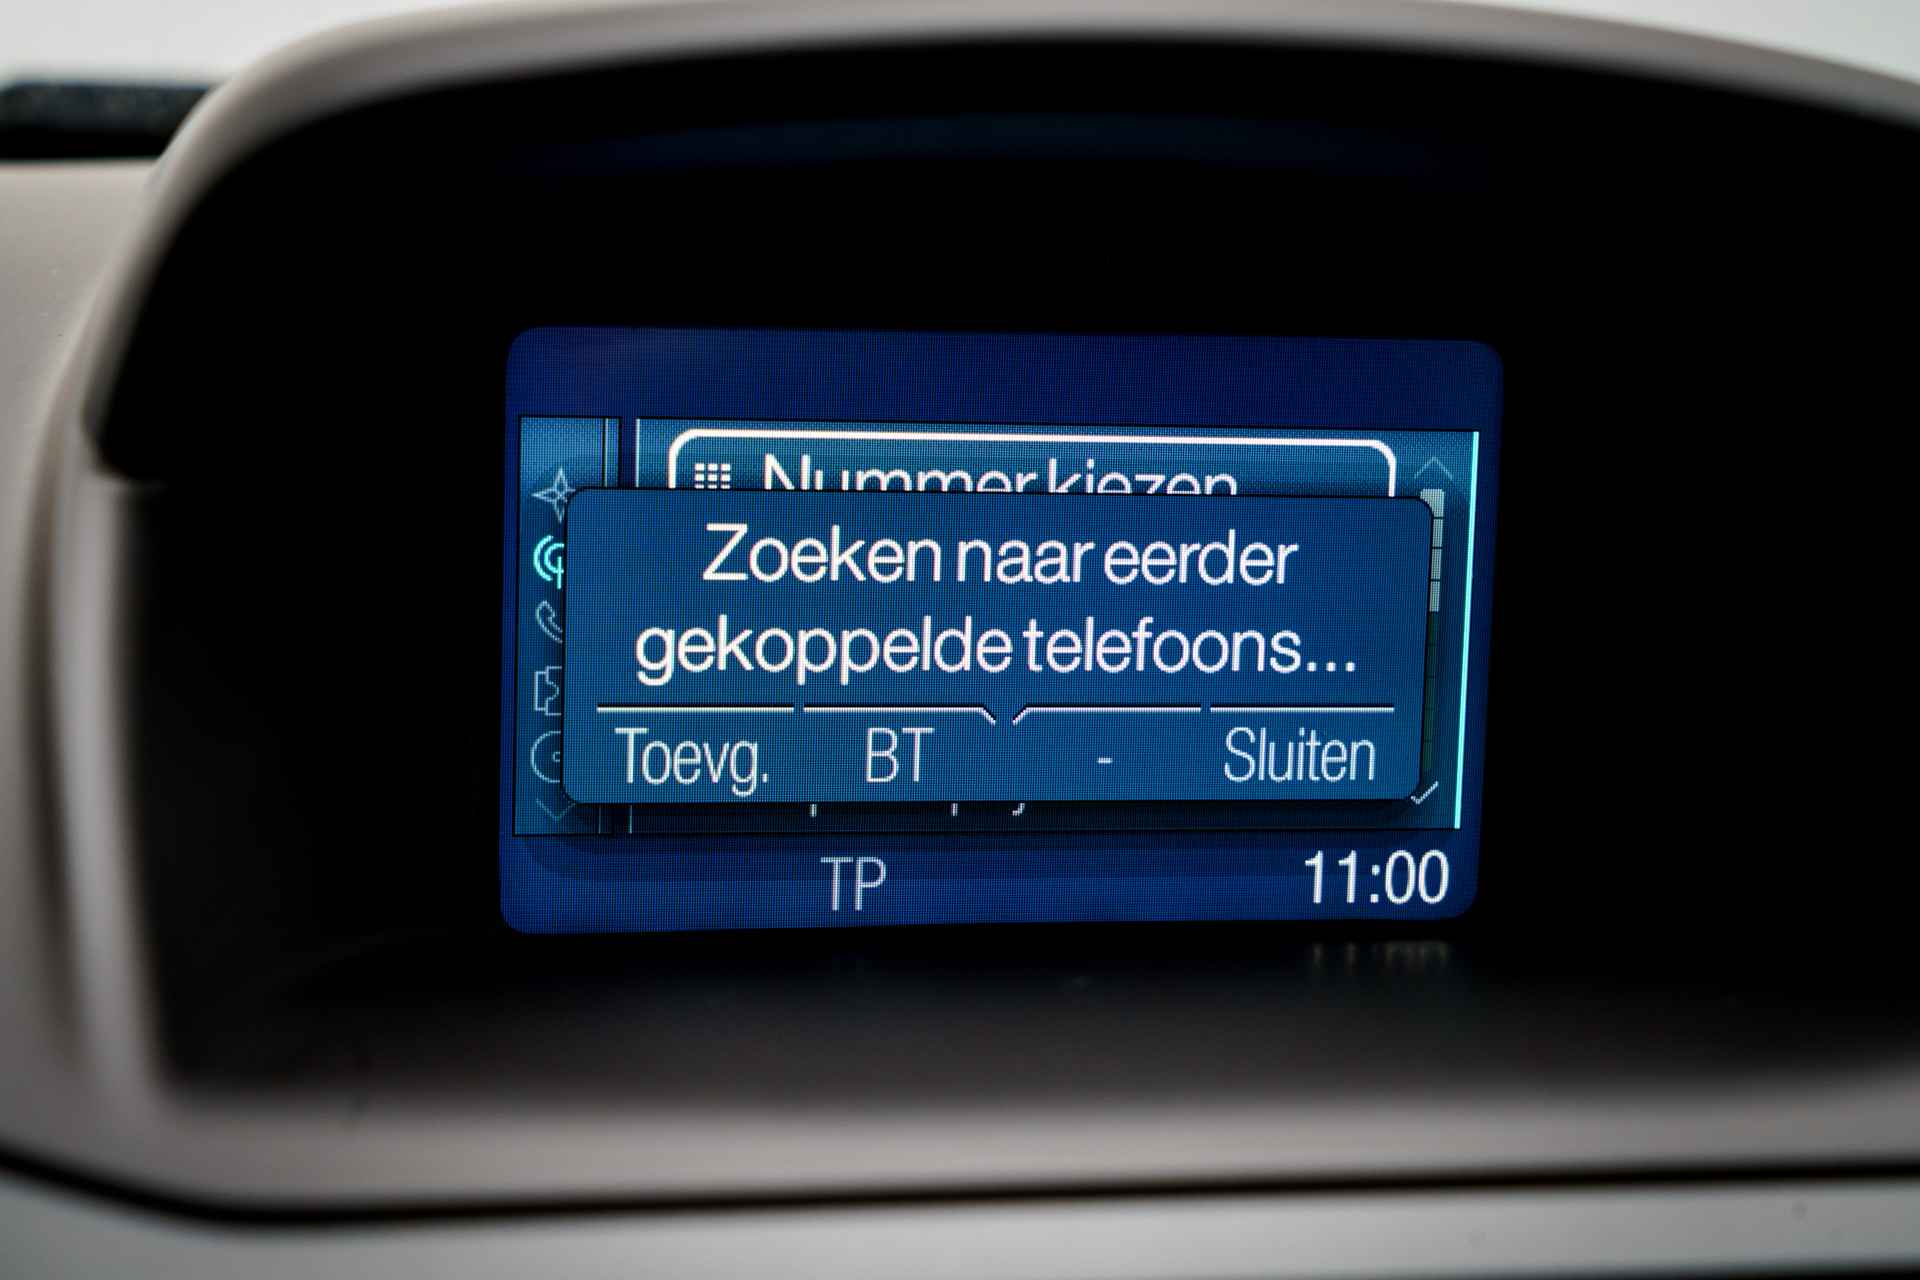 Nummer kiezen
Zoeken naar eerder
gekoppelde telefoons...
Toevg. BT - Sluiten
TP 11:00